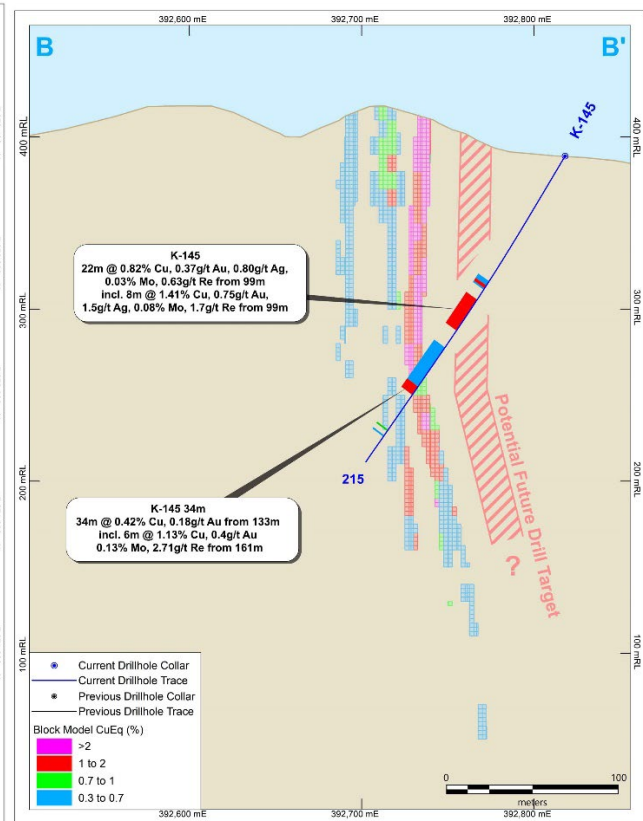 392,600 mE
392,700 mE
392,800 mE
B
B'
K-145
400 mRL
400 mRL
K-145
22m @ 0.82% Cu, 0.37g/t Au, 0.80g/t Ag,
0.03% Mo, 0.63g/t Re from 99m
incl. 8m @ 1.41% Cu, 0.75g/t Au,
1.5g/t Ag, 0.08% Mo, 1.7g/t Re from 99m
300 mRL
300 mRL
Potential Future Drill Target
?
215
200 mRL
200 mRL
K-145 34m
34m @ 0.42% Cu, 0.18g/t Au from 133m
incl. 6m @ 1.13% Cu, 0.4g/t Au
0.13% Mo, 2.71g/t Re from 161m
100 mRL
100 mRL
Current Drillhole Collar
Current Drillhole Trace
Previous Drillhole Collar
Previous Drillhole Trace
Block Model CuEq (%)
>2
1 to 2
0.7 to 1
0.3 to 0.7
0
100
meters
392,600 mE
392,700 mE
392,800 mE